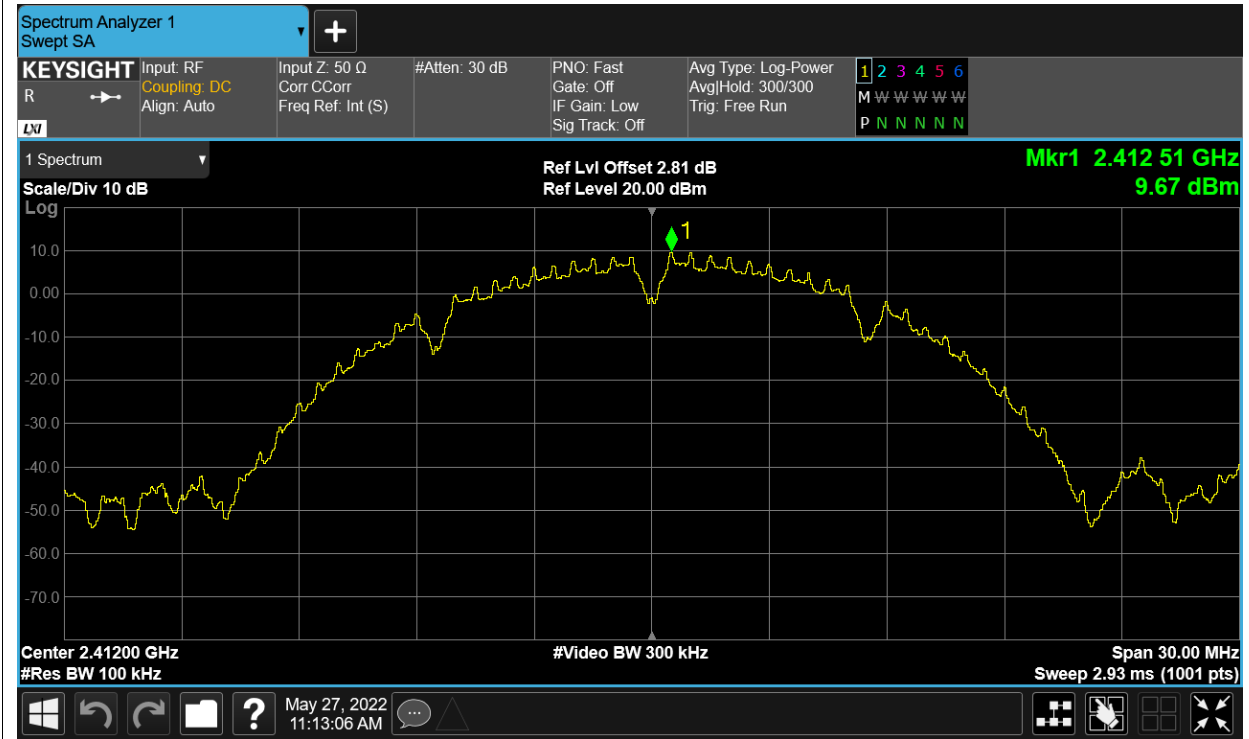 Spectrum Analyzer 1
Swept SA
+
KEYSIGHT
R
LXI
Input: RF
Coupling: DC
Align: Auto
Input Z: 50 Ω
Corr CCorr
Freq Ref: Int (S)
#Atten: 30 dB
PNO: Fast
Gate: Off
IF Gain: Low
Sig Track: Off
Avg Type: Log-Power
Avg|Hold: 300/300
Trig: Free Run
1 2 3 4 5 6
M W W W W W
P N N N N N
1 Spectrum
Scale/Div 10 dB
Log
Ref Lvl Offset 2.81 dB
Ref Level 20.00 dBm
Mkr1 2.412 51 GHz
9.67 dBm
1
10.0
0.00
-10.0
-20.0
-30.0
-40.0
-50.0
-60.0
-70.0
Center 2.41200 GHz
#Res BW 100 kHz
#Video BW 300 kHz
Span 30.00 MHz
Sweep 2.93 ms (1001 pts)
?
May 27, 2022
11:13:06 AM